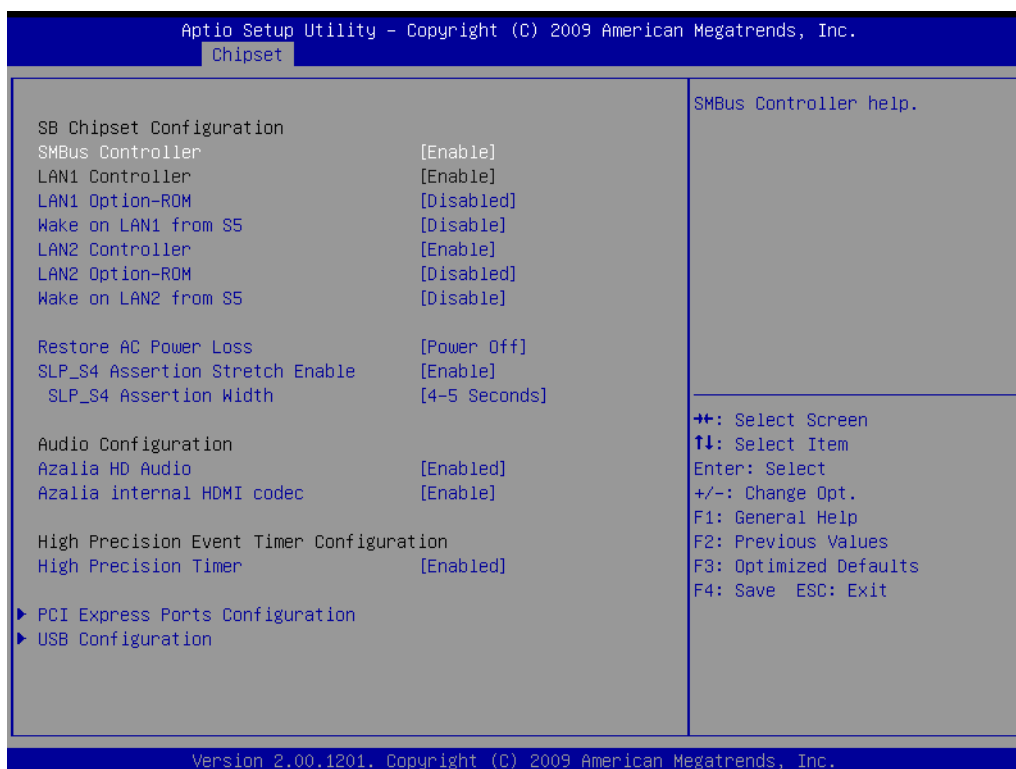 Aptio Setup Utility – Copyright (C) 2009 American Megatrends, Inc.
Chipset
SB Chipset Configuration
SMBus Controller [Enable]
LAN1 Controller [Enable]
LAN1 Option-ROM [Disabled]
Wake on LAN1 from S5 [Disable]
LAN2 Controller [Enable]
LAN2 Option-ROM [Disabled]
Wake on LAN2 from S5 [Disable]
Restore AC Power Loss [Power Off]
SLP_S4 Assertion Stretch Enable [Enable]
SLP_S4 Assertion Width [4-5 Seconds]
Audio Configuration
Azalia HD Audio [Enabled]
Azalia internal HDMI codec [Enable]
High Precision Event Timer Configuration
High Precision Timer [Enabled]
PCI Express Ports Configuration
USB Configuration
SMBus Controller help.
→←: Select Screen
↑↓: Select Item
Enter: Select
+/-: Change Opt.
F1: General Help
F2: Previous Values
F3: Optimized Defaults
F4: Save ESC: Exit
Version 2.00.1201. Copyright (C) 2009 American Megatrends, Inc.